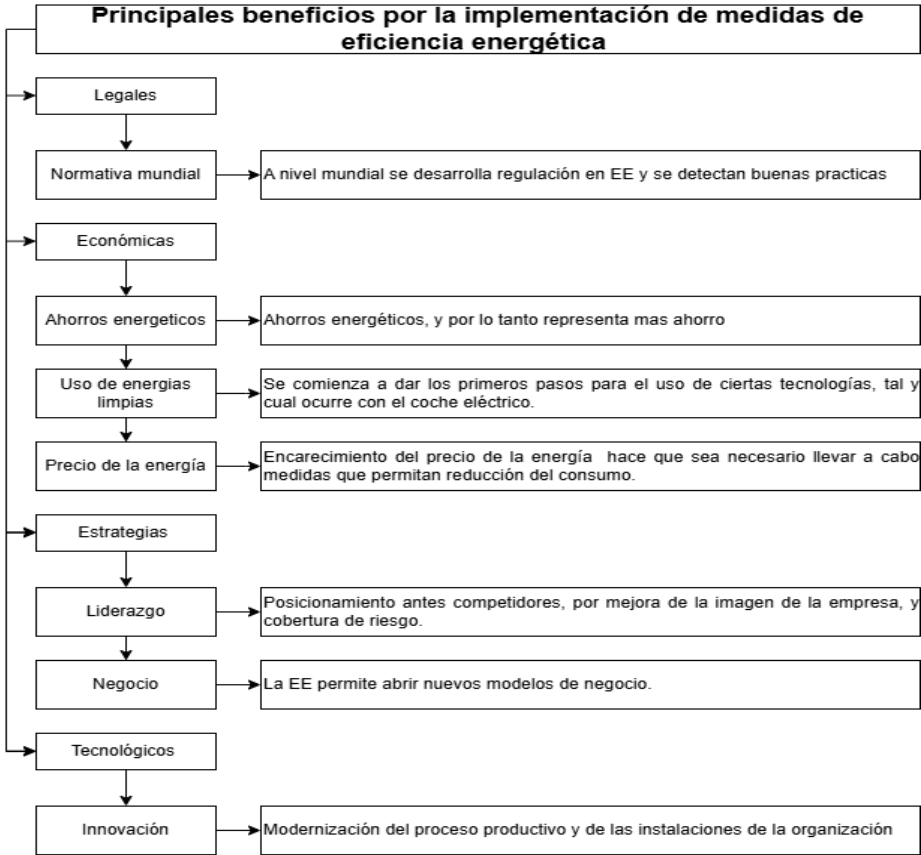 Principales beneficios por la implementación de medidas de
eficiencia energética
Legales
Normativa mundial
A nivel mundial se desarrolla regulación en EE y se detectan buenas practicas
Económicas
Ahorros energeticos
Ahorros energéticos, y por lo tanto representa mas ahorro
Uso de energias
limpias
Se comienza a dar los primeros pasos para el uso de ciertas tecnologías, tal y
cual ocurre con el coche eléctrico.
Precio de la energía
Encarecimiento del precio de la energía hace que sea necesario llevar a cabo
medidas que permitan reducción del consumo.
Estrategias
Liderazgo
Posicionamiento antes competidores, por mejora de la imagen de la empresa, y
cobertura de riesgo.
Negocio
La EE permite abrir nuevos modelos de negocio.
Tecnológicos
Innovación
Modernización del proceso productivo y de las instalaciones de la organización